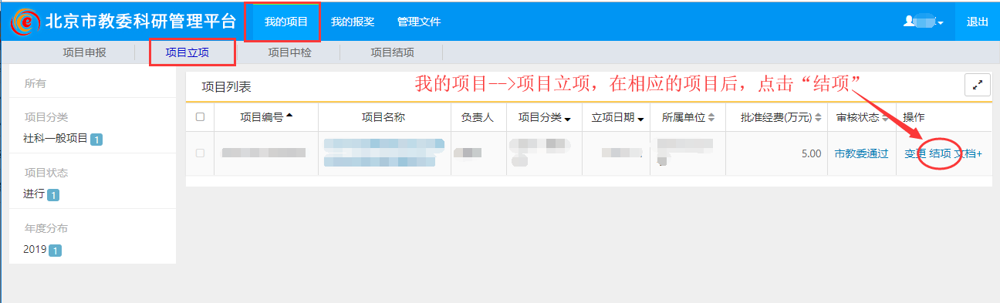 北京市教委科研管理平台 我的项目 我的报奖 管理文件 退出
项目申报 项目立项 项目中检 项目结项
所有
项目分类
社科一般项目 1
项目状态
进行 1
年度分布
2019 1
项目列表
我的项目-->项目立项，在相应的项目后，点击“结项”
项目编号 项目名称 负责人 项目分类 立项日期 所属单位 批准经费(万元) 审核状态 操作
5.00 市教委通过 变更 结项 文档+